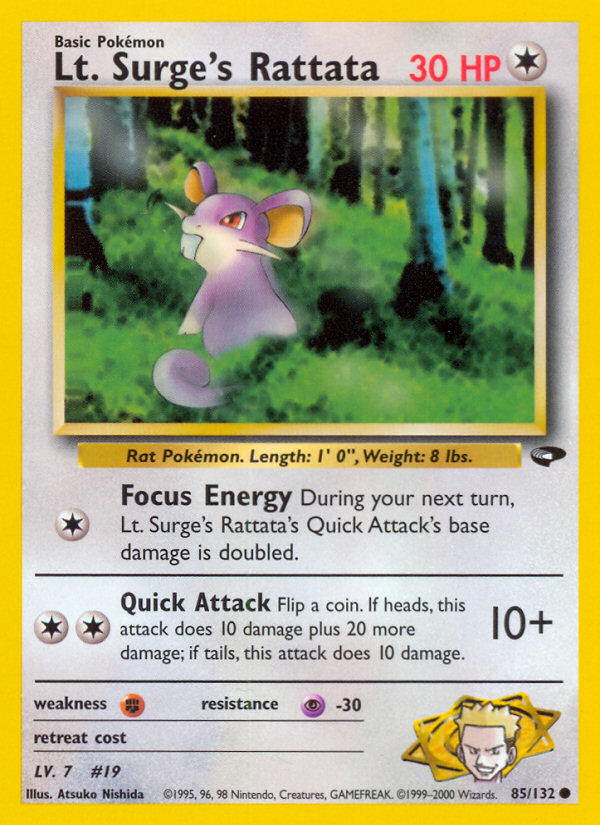 Basic Pokémon
Lt. Surge's Rattata 30 HP
Rat Pokémon. Length: 1' 0", Weight: 8 lbs.
Focus Energy During your next turn,
Lt. Surge's Rattata's Quick Attack's base
damage is doubled.
Quick Attack Flip a coin. If heads, this
attack does 10 damage plus 20 more
damage; if tails, this attack does 10 damage.
10+
weakness resistance -30
retreat cost
LV. 7 #19
Illus. Atsuko Nishida ©1995, 96, 98 Nintendo, Creatures, GAMEFREAK. ©1999–2000 Wizards. 85/132